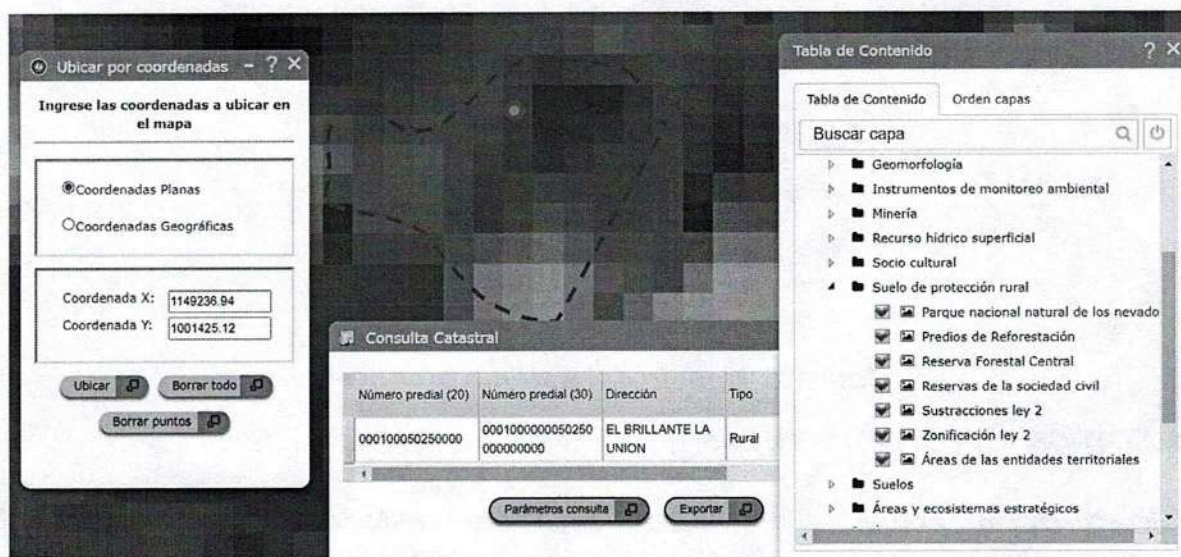 Ubicar por coordenadas - ? ×
Ingrese las coordenadas a ubicar en
el mapa
Coordenadas Planas
Coordenadas Geográficas
Coordenada X: 1149236.94
Coordenada Y: 1001425.12
Ubicar
Borrar todo
Borrar puntos
Consulta Catastral
Número predial (20) Número predial (30) Dirección Tipo
000100050250000 0001000000050250 EL BRILLANTE LA Rural
000000000 UNION
Parámetros consulta
Exportar
Tabla de Contenido ? ×
Tabla de Contenido Orden capas
Buscar capa
Geomorfología
Instrumentos de monitoreo ambiental
Minería
Recurso hídrico superficial
Socio cultural
Suelo de protección rural
Parque nacional natural de los nevado
Predios de Reforestación
Reserva Forestal Central
Reservas de la sociedad civil
Sustracciones ley 2
Zonificación ley 2
Áreas de las entidades territoriales
Suelos
Áreas y ecosistemas estratégicos